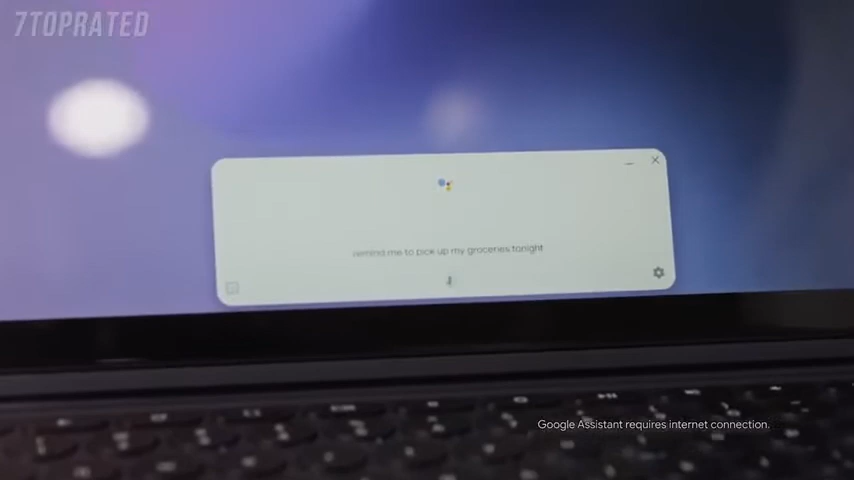 7TOPRATED
remind me to pick up my groceries tonight
Google Assistant requires internet connection.